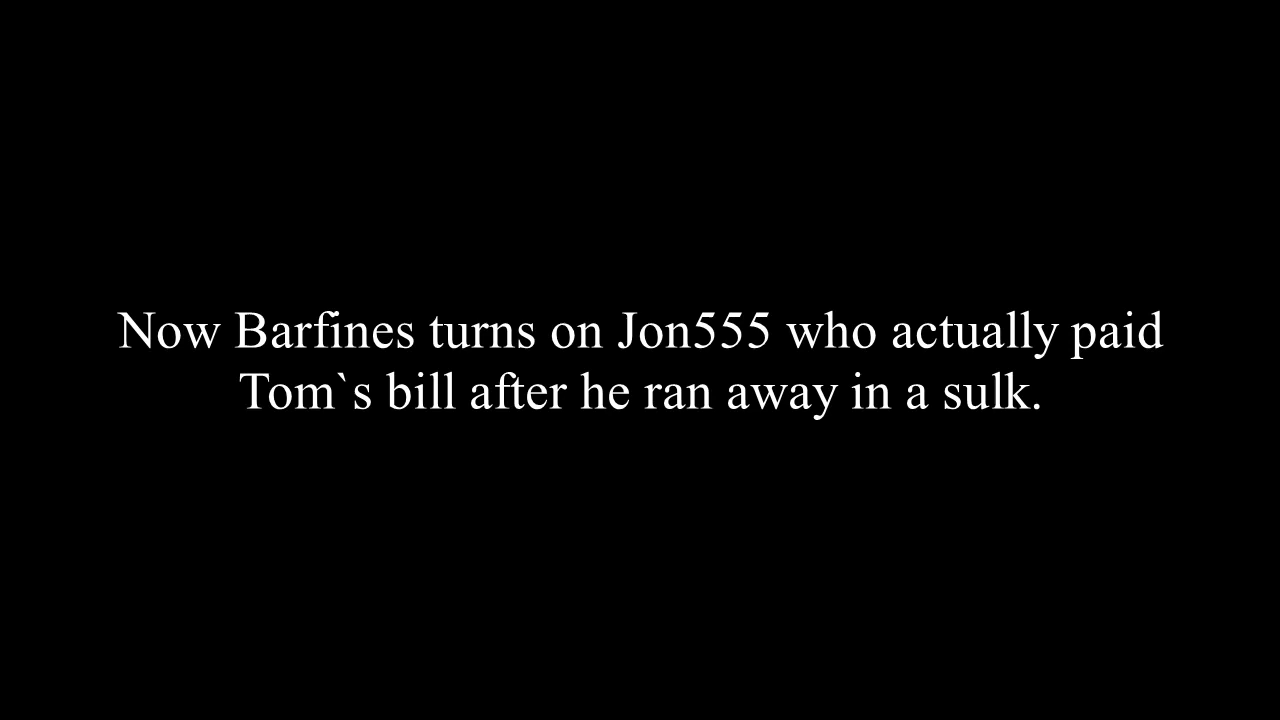 Now Barfines turns on Jon555 who actually paid
Tom`s bill after he ran away in a sulk.